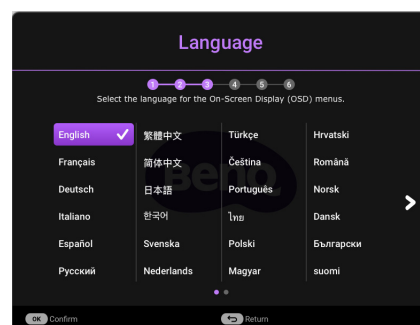 Language
1 2 3 4 5 6
Select the language for the On-Screen Display (OSD) menus.
English 繁體中文 Türkçe Hrvatski
Français 简体中文 Čeština Română
Deutsch 日本語 Português Norsk
Italiano 한국어 ไทย Dansk
Español Svenska Polski Български
Русский Nederlands Magyar suomi
BenQ
OK Confirm Return